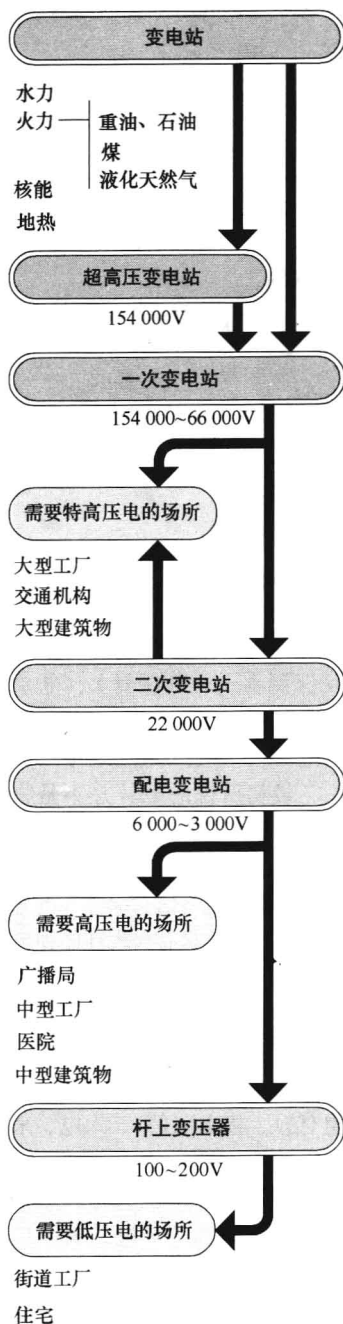 变电站
水力
火力
重油、石油
煤
液化天然气
核能
地热
超高压变电站
154 000V
一次变电站
154 000~66 000V
需要特高压电的场所
大型工厂
交通机构
大型建筑物
二次变电站
22 000V
配电变电站
6 000~3 000V
需要高压电的场所
广播局
中型工厂
医院
中型建筑物
杆上变压器
100~200V
需要低压电的场所
街道工厂
住宅